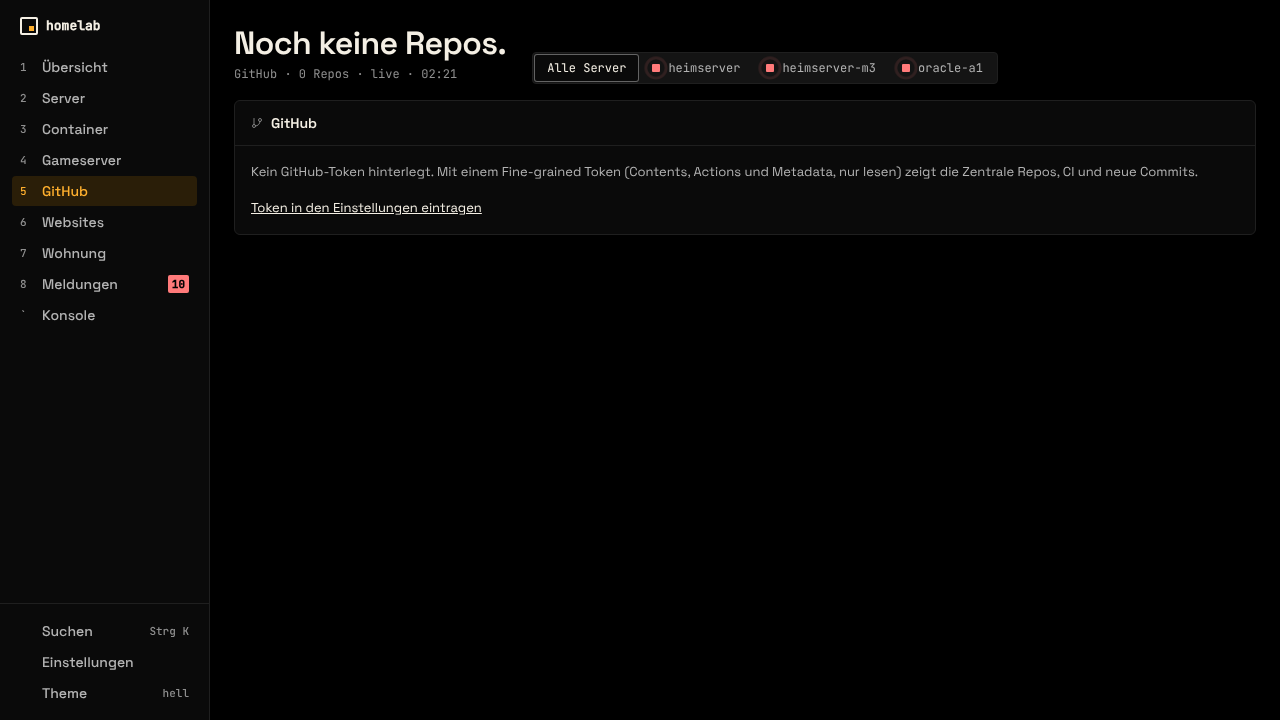 homelab
1 Übersicht
2 Server
3 Container
4 Gameserver
5 GitHub
6 Websites
7 Wohnung
8 Meldungen 10
` Konsole
Suchen Strg K
Einstellungen
Theme hell
Noch keine Repos.
GitHub · 0 Repos · live · 02:21
Alle Server heimserver heimserver-m3 oracle-a1
GitHub
Kein GitHub-Token hinterlegt. Mit einem Fine-grained Token (Contents, Actions und Metadata, nur lesen) zeigt die Zentrale Repos, CI und neue Commits.
Token in den Einstellungen eintragen